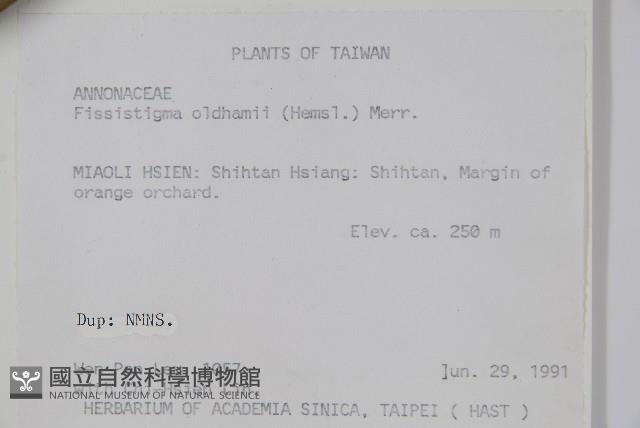 PLANTS OF TAIWAN
ANNONACEAE
Fissistigma oldhamii (Hemsl.) Merr.
MIAOLI HSIEN: Shihtan Hsiang: Shihtan, Margin of
orange orchard.
Elev. ca. 250 m
Dup: NMNS.
1957 Jun. 29, 1991
國立自然科學博物館
NATIONAL MUSEUM OF NATURAL SCIENCE
HERBARIUM OF ACADEMIA SINICA, TAIPEI ( HAST )